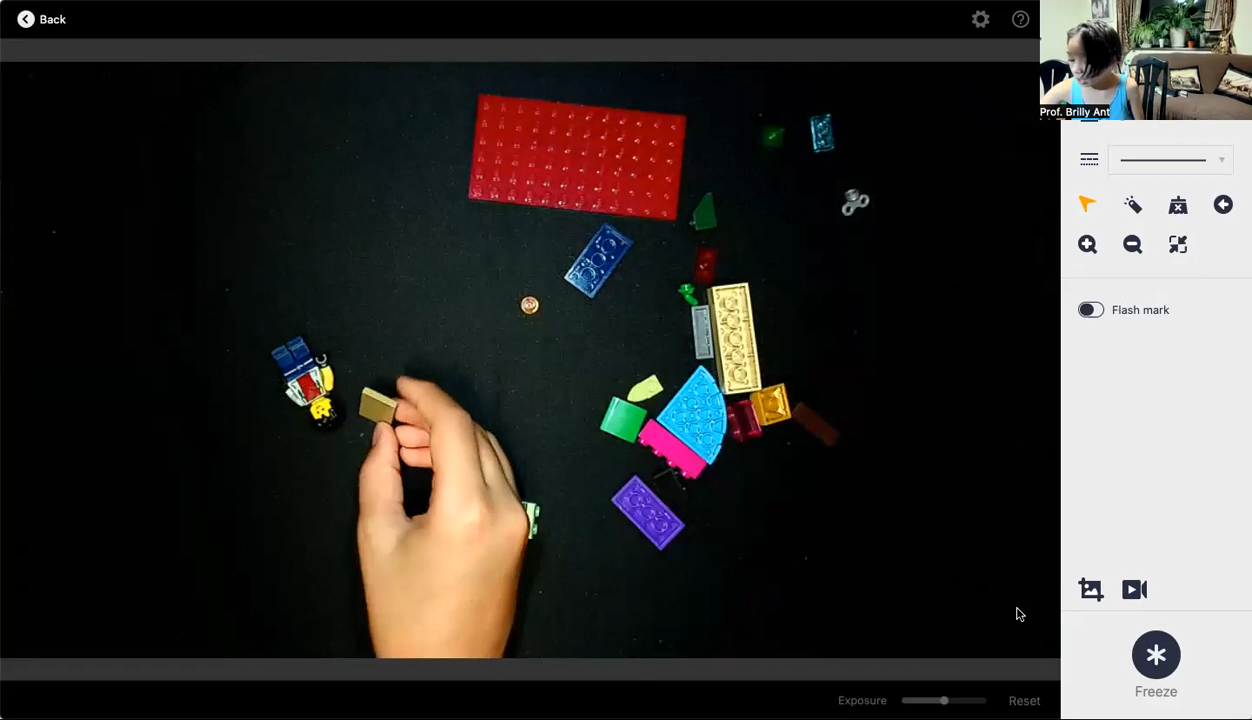 Back
Prof. Brilly Ant
Flash mark
Freeze
Exposure
Reset